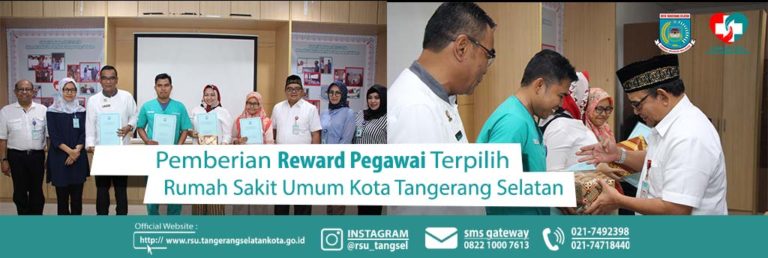 Pemberian Reward Pegawai Terpilih
Rumah Sakit Umum Kota Tangerang Selatan
Official Website :
http:// www.rsu.tangerangselatankota.go.id
INSTAGRAM
@rsu_tangsel
sms gateway
0822 1000 7613
021-7492398
021-74718440